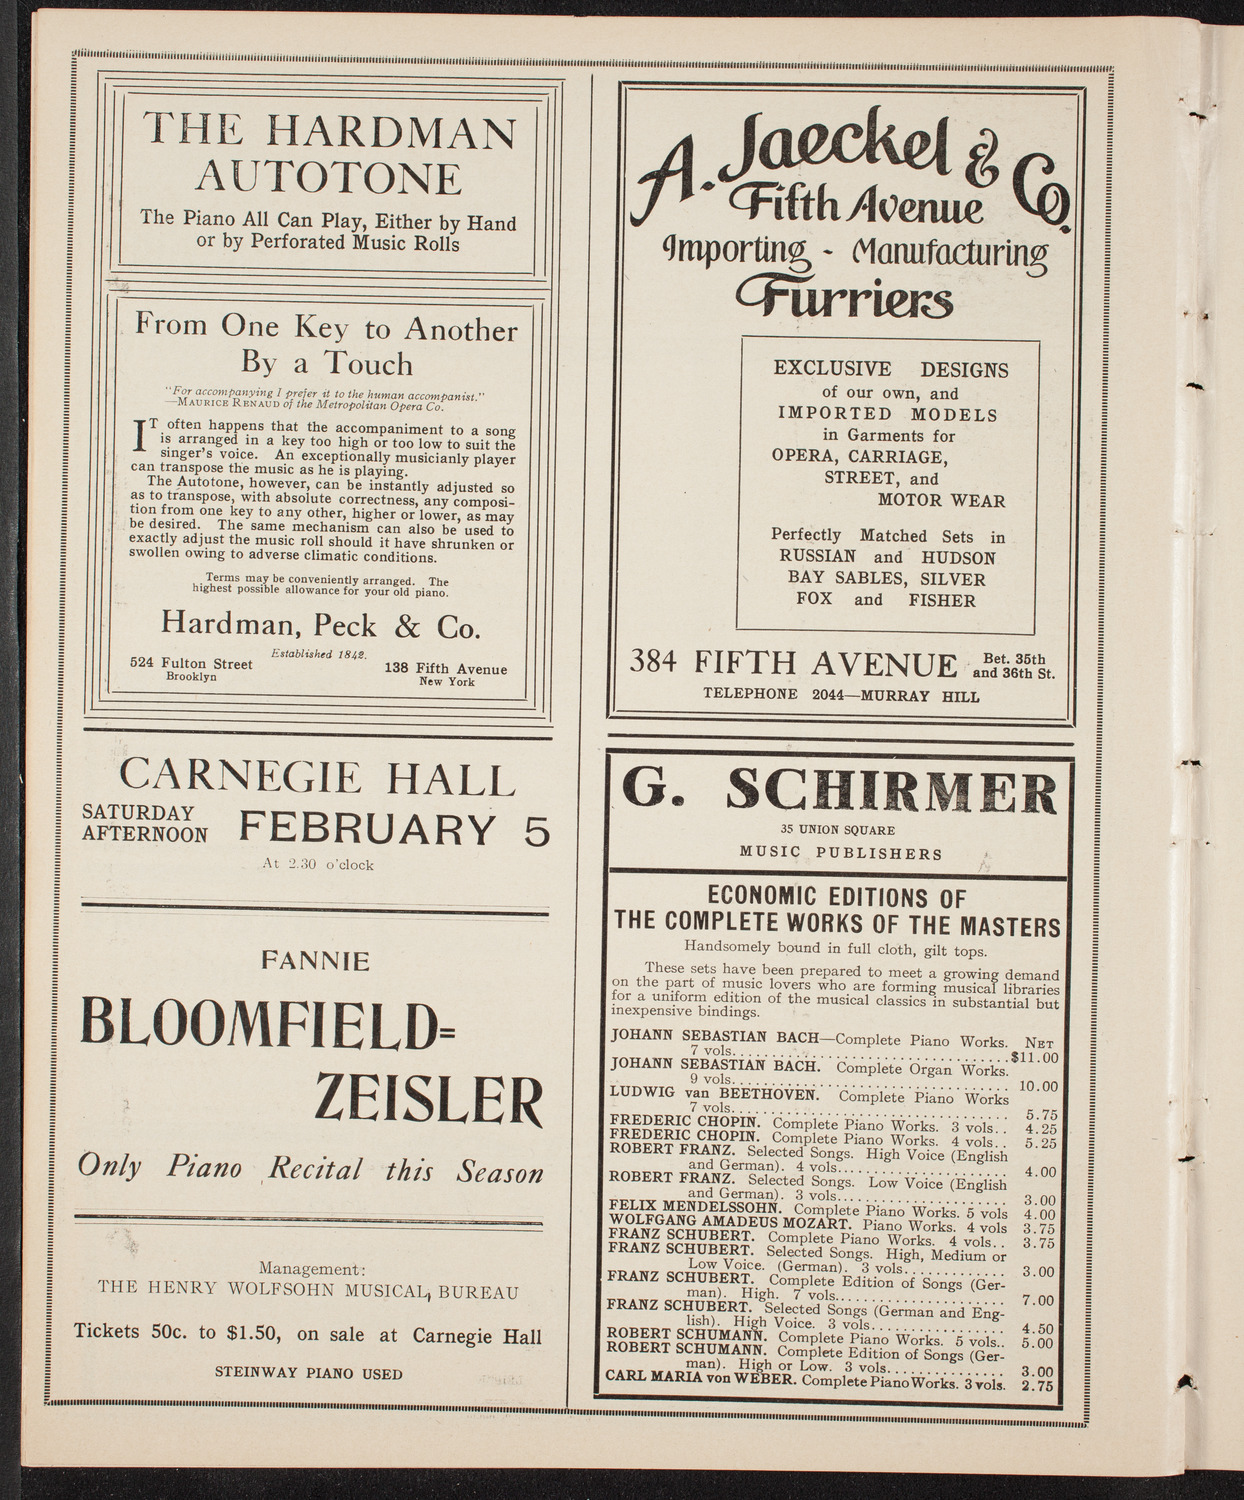 THE HARDMAN
AUTOTONE
The Piano All Can Play, Either by Hand
or by Perforated Music Rolls
From One Key to Another
By a Touch
"For accompanying I prefer it to the human accompanist."
—MAURICE RENAUD of the Metropolitan Opera Co.
IT often happens that the accompaniment to a song
is arranged in a key too high or too low to suit the
singer's voice. An exceptionally musicianly player
can transpose the music as he is playing.
The Autotone, however, can be instantly adjusted so
as to transpose, with absolute correctness, any composi-
tion from one key to any other, higher or lower, as may
be desired. The same mechanism can also be used to
exactly adjust the music roll should it have shrunken or
swollen owing to adverse climatic conditions.
Terms may be conveniently arranged. The
highest possible allowance for your old piano.
Hardman, Peck & Co.
Established 1842.
524 Fulton Street
Brooklyn
138 Fifth Avenue
New York
CARNEGIE HALL
SATURDAY
AFTERNOON FEBRUARY 5
At 2.30 o'clock
FANNIE
BLOOMFIELD=
ZEISLER
Only Piano Recital this Season
Management:
THE HENRY WOLFSOHN MUSICAL, BUREAU
Tickets 50c. to $1.50, on sale at Carnegie Hall
STEINWAY PIANO USED
A. Jaeckel & Co.
Fifth Avenue
Importing - Manufacturing
Furriers
EXCLUSIVE DESIGNS
of our own, and
IMPORTED MODELS
in Garments for
OPERA, CARRIAGE,
STREET, and
MOTOR WEAR
Perfectly Matched Sets in
RUSSIAN and HUDSON
BAY SABLES, SILVER
FOX and FISHER
384 FIFTH AVENUE Bet. 35th
and 36th St.
TELEPHONE 2044—MURRAY HILL
G. SCHIRMER
35 UNION SQUARE
MUSIC PUBLISHERS
ECONOMIC EDITIONS OF
THE COMPLETE WORKS OF THE MASTERS
Handsomely bound in full cloth, gilt tops.
These sets have been prepared to meet a growing demand
on the part of music lovers who are forming musical libraries
for a uniform edition of the musical classics in substantial but
inexpensive bindings.
JOHANN SEBASTIAN BACH—Complete Piano Works. NET
7 vols. $11.00
JOHANN SEBASTIAN BACH. Complete Organ Works.
9 vols. 10.00
LUDWIG van BEETHOVEN. Complete Piano Works
7 vols. 5.75
FREDERIC CHOPIN. Complete Piano Works. 3 vols.. 4.25
FREDERIC CHOPIN. Complete Piano Works. 4 vols.. 5.25
ROBERT FRANZ. Selected Songs. High Voice (English
and German). 4 vols. 4.00
ROBERT FRANZ. Selected Songs. Low Voice (English
and German). 3 vols. 3.00
FELIX MENDELSSOHN. Complete Piano Works. 5 vols 4.00
WOLFGANG AMADEUS MOZART. Piano Works. 4 vols 3.75
FRANZ SCHUBERT. Complete Piano Works. 4 vols.. 3.75
FRANZ SCHUBERT. Selected Songs. High, Medium or
Low Voice. (German). 3 vols. 3.00
FRANZ SCHUBERT. Complete Edition of Songs (Ger-
man). High. 7 vols. 7.00
FRANZ SCHUBERT. Selected Songs (German and Eng-
lish). High Voice. 3 vols. 4.50
ROBERT SCHUMANN. Complete Piano Works. 5 vols.. 5.00
ROBERT SCHUMANN. Complete Edition of Songs (Ger-
man). High or Low. 3 vols. 3.00
CARL MARIA von WEBER. Complete Piano Works. 3 vols. 2.75